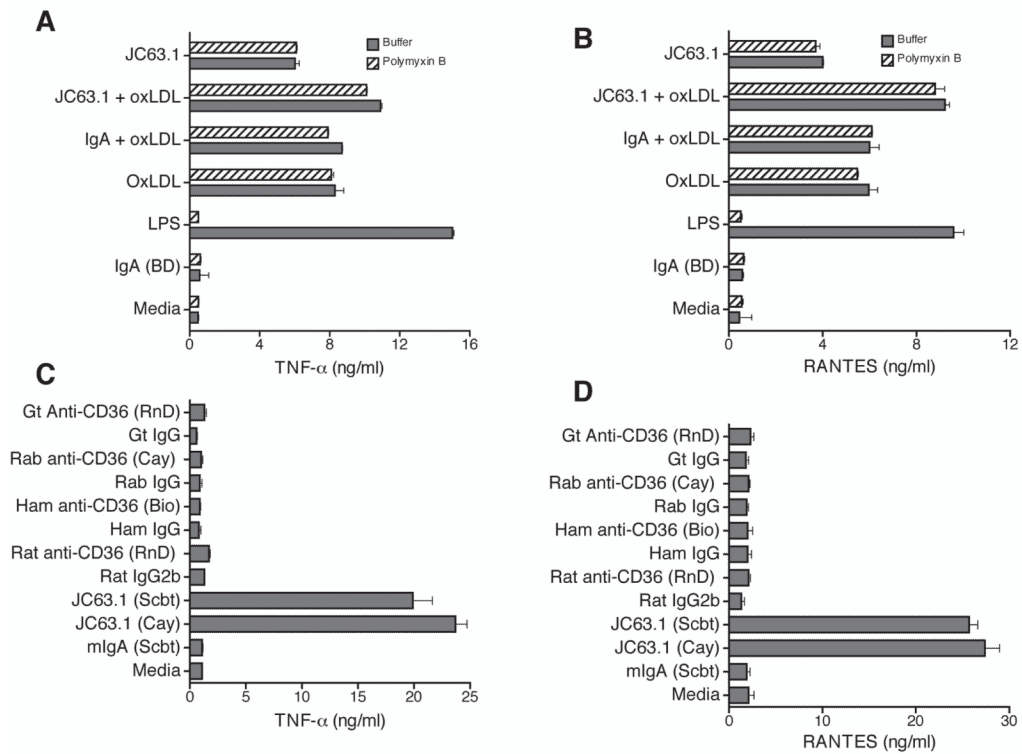 A
JC63.1
JC63.1 + oxLDL
IgA + oxLDL
OxLDL
LPS
IgA (BD)
Media
Buffer
Polymyxin B
0 4 8 12 16
TNF-α (ng/ml)
B
JC63.1
JC63.1 + oxLDL
IgA + oxLDL
OxLDL
LPS
IgA (BD)
Media
Buffer
Polymyxin B
0 4 8 12
RANTES (ng/ml)
C
Gt Anti-CD36 (RnD)
Gt IgG
Rab anti-CD36 (Cay)
Rab IgG
Ham anti-CD36 (Bio)
Ham IgG
Rat anti-CD36 (RnD)
Rat IgG2b
JC63.1 (Scbt)
JC63.1 (Cay)
mIgA (Scbt)
Media
0 5 10 15 20 25
TNF-α (ng/ml)
D
Gt Anti-CD36 (RnD)
Gt IgG
Rab anti-CD36 (Cay)
Rab IgG
Ham anti-CD36 (Bio)
Ham IgG
Rat anti-CD36 (RnD)
Rat IgG2b
JC63.1 (Scbt)
JC63.1 (Cay)
mIgA (Scbt)
Media
0 10 20 30
RANTES (ng/ml)